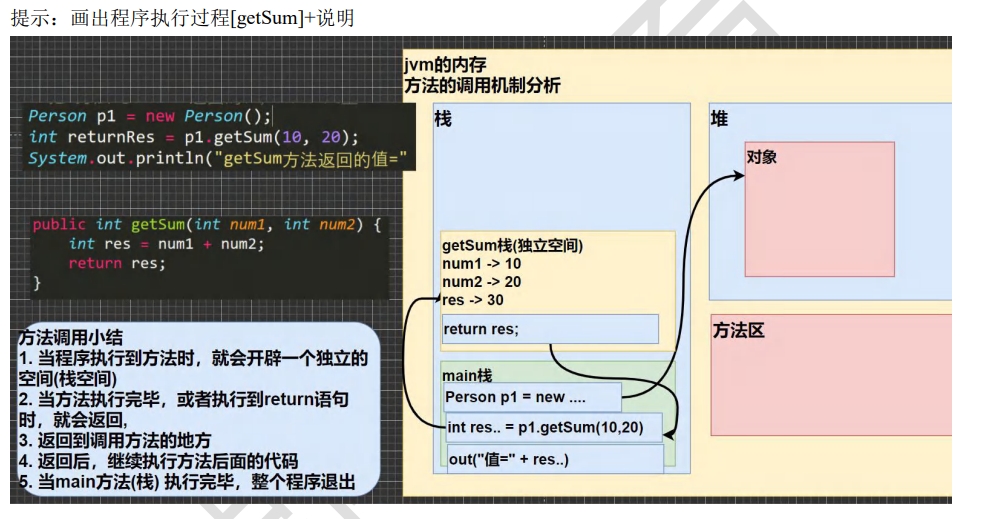 提示：画出程序执行过程[getSum]+说明
jvm的内存
方法的调用机制分析
Person p1 = new Person();
int returnRes = p1.getSum(10, 20);
System.out.println("getSum方法返回的值="
public int getSum(int num1, int num2) {
int res = num1 + num2;
return res;
}
方法调用小结
1. 当程序执行到方法时，就会开辟一个独立的
空间(栈空间)
2. 当方法执行完毕，或者执行到return语句
时，就会返回,
3. 返回到调用方法的地方
4. 返回后，继续执行方法后面的代码
5. 当main方法(栈) 执行完毕，整个程序退出
栈
getSum栈(独立空间)
num1 -> 10
num2 -> 20
res -> 30
return res;
main栈
Person p1 = new ....
int res.. = p1.getSum(10,20)
out("值=" + res..)
堆
对象
方法区